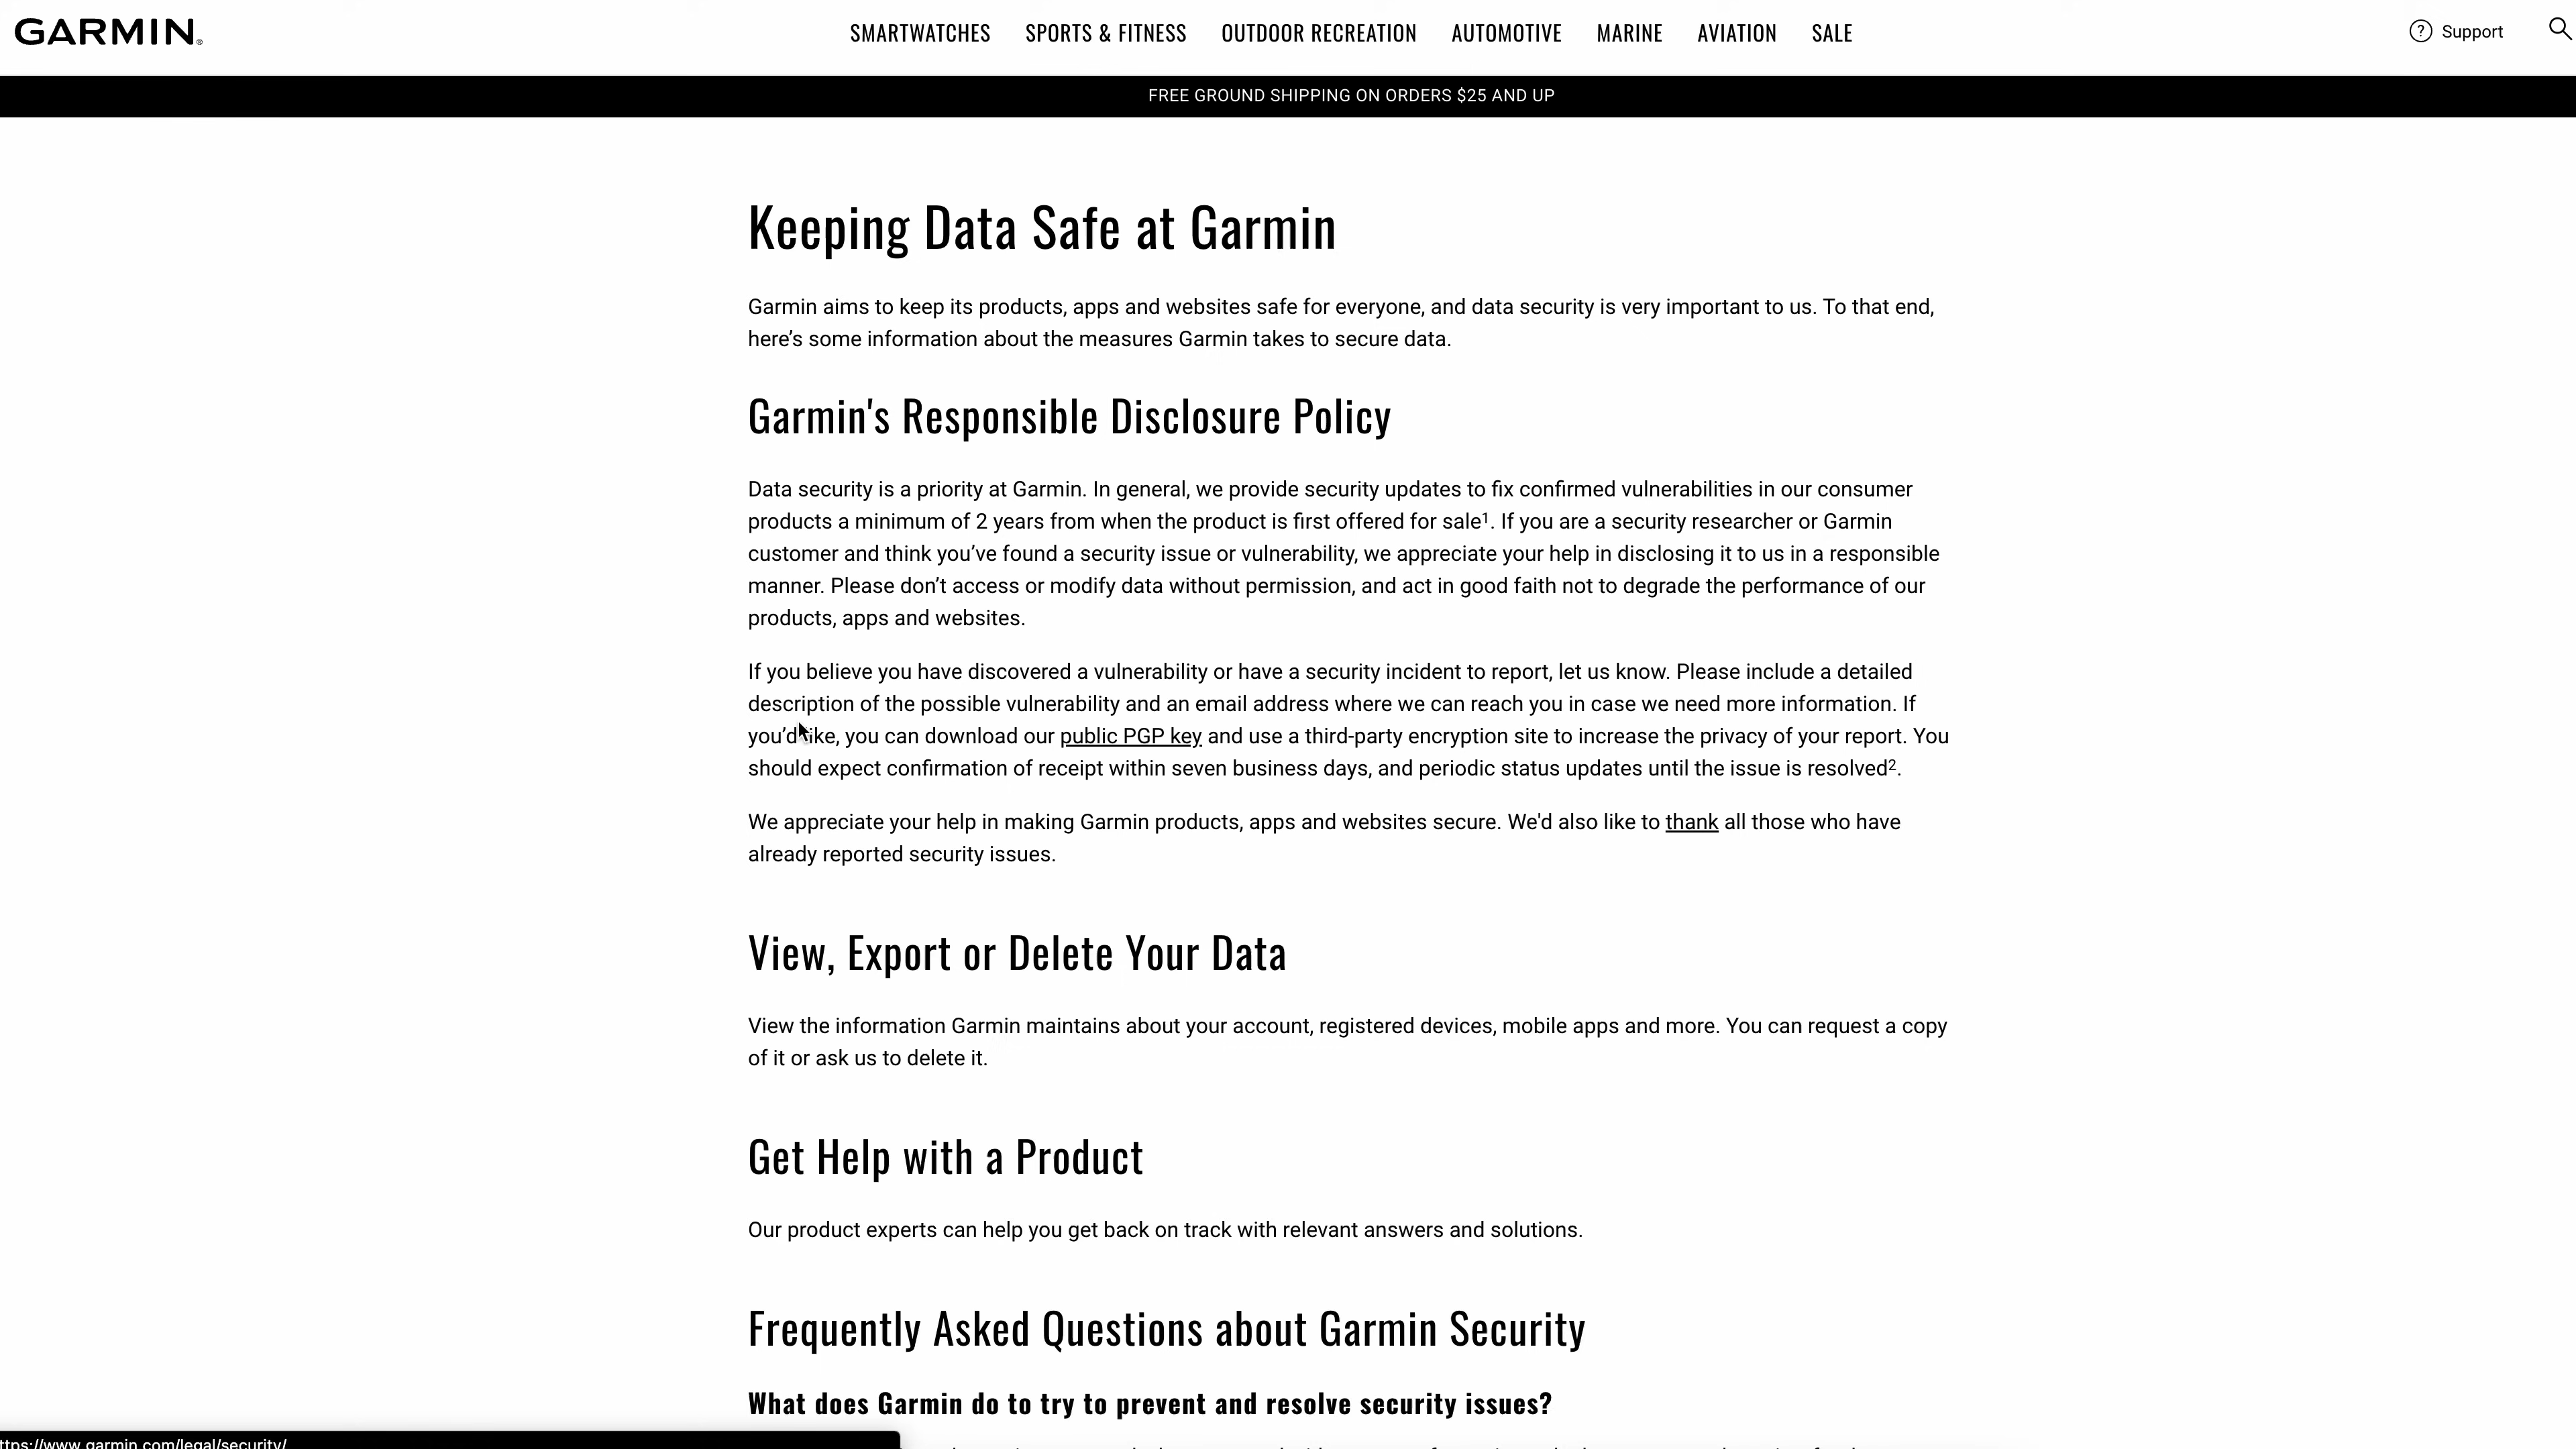 GARMIN®
SMARTWATCHES SPORTS & FITNESS OUTDOOR RECREATION AUTOMOTIVE MARINE AVIATION SALE
? Support
FREE GROUND SHIPPING ON ORDERS $25 AND UP
Keeping Data Safe at Garmin
Garmin aims to keep its products, apps and websites safe for everyone, and data security is very important to us. To that end,
here’s some information about the measures Garmin takes to secure data.
Garmin's Responsible Disclosure Policy
Data security is a priority at Garmin. In general, we provide security updates to fix confirmed vulnerabilities in our consumer
products a minimum of 2 years from when the product is first offered for sale¹. If you are a security researcher or Garmin
customer and think you’ve found a security issue or vulnerability, we appreciate your help in disclosing it to us in a responsible
manner. Please don’t access or modify data without permission, and act in good faith not to degrade the performance of our
products, apps and websites.
If you believe you have discovered a vulnerability or have a security incident to report, let us know. Please include a detailed
description of the possible vulnerability and an email address where we can reach you in case we need more information. If
you’d like, you can download our public PGP key and use a third-party encryption site to increase the privacy of your report. You
should expect confirmation of receipt within seven business days, and periodic status updates until the issue is resolved².
We appreciate your help in making Garmin products, apps and websites secure. We'd also like to thank all those who have
already reported security issues.
View, Export or Delete Your Data
View the information Garmin maintains about your account, registered devices, mobile apps and more. You can request a copy
of it or ask us to delete it.
Get Help with a Product
Our product experts can help you get back on track with relevant answers and solutions.
Frequently Asked Questions about Garmin Security
What does Garmin do to try to prevent and resolve security issues?
ttps://www.garmin.com/legal/security/